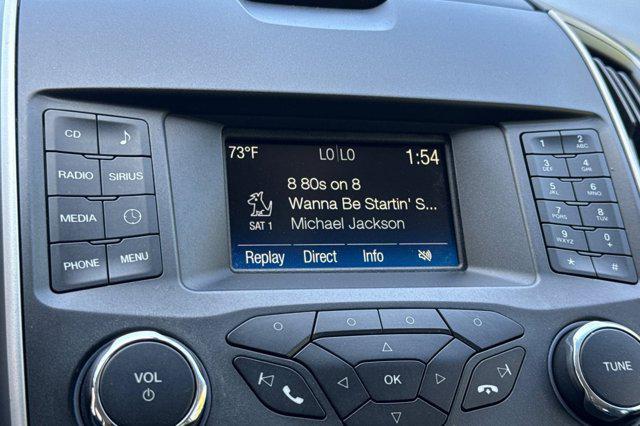 73°F LO LO 1:54
8 80s on 8
Wanna Be Startin' S...
Michael Jackson
SAT 1
Replay Direct Info
CD
RADIO SIRIUS
MEDIA
PHONE MENU
1 2 ABC
3 DEF 4 GHI
5 JKL 6 MNO
7 PRS 8 TUV
9 WXY 0 +
* #
VOL
OK
TUNE